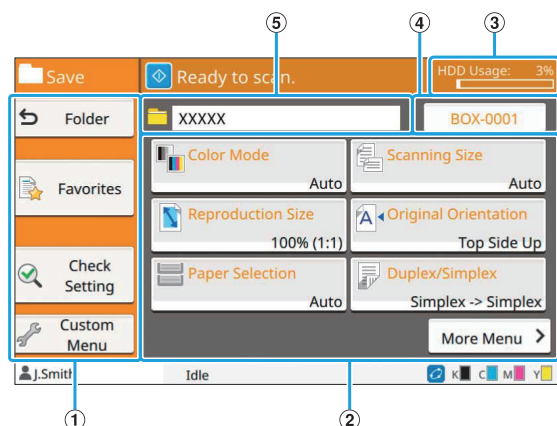 ⑤
④
③
Save
Ready to scan.
HDD Usage: 3%
Folder
XXXXX
BOX-0001
Favorites
Color Mode
Auto
Scanning Size
Auto
Reproduction Size
100% (1:1)
Original Orientation
Top Side Up
Check
Setting
Paper Selection
Auto
Duplex/Simplex
Simplex -> Simplex
Custom
Menu
More Menu >
J.Smith
Idle
K C M Y
①
②